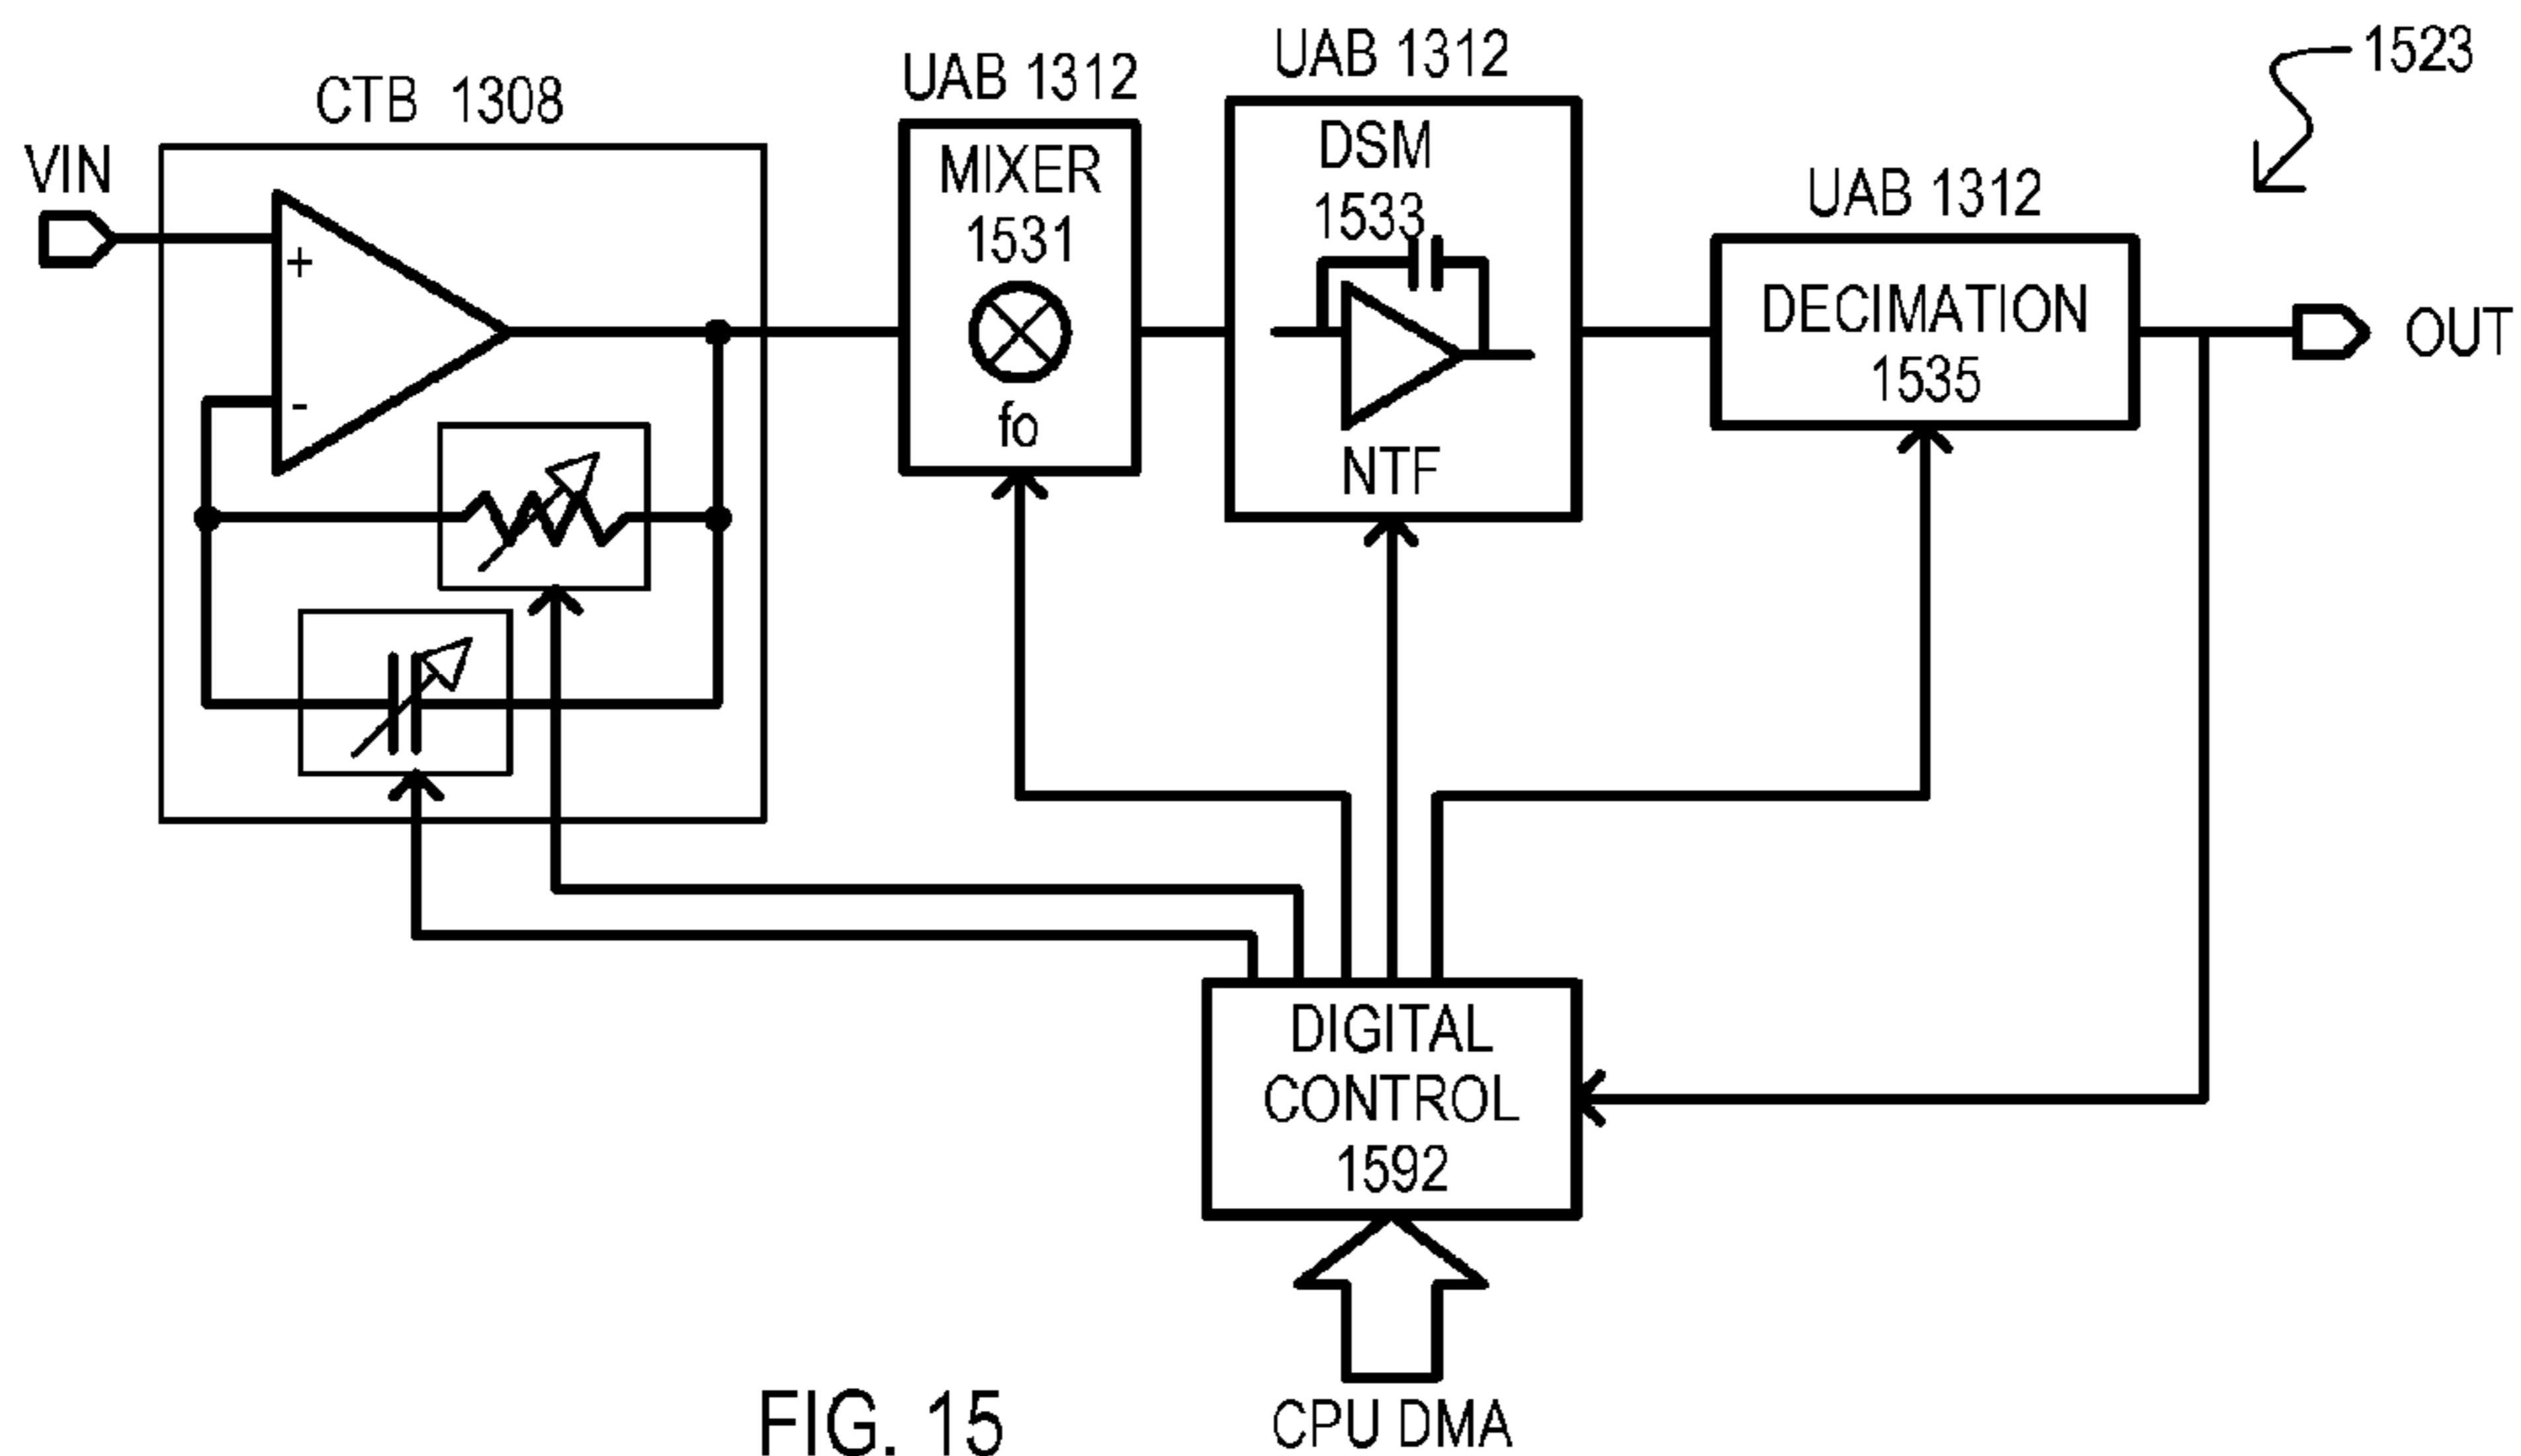 1523
UAB 1312
UAB 1312
CTB 1308
VIN
DSM
1533
MIXER
1531
UAB 1312
+
DECIMATION
1535
OUT
-
fo
NTF
DIGITAL
CONTROL
1592
CPU DMA
FIG. 15